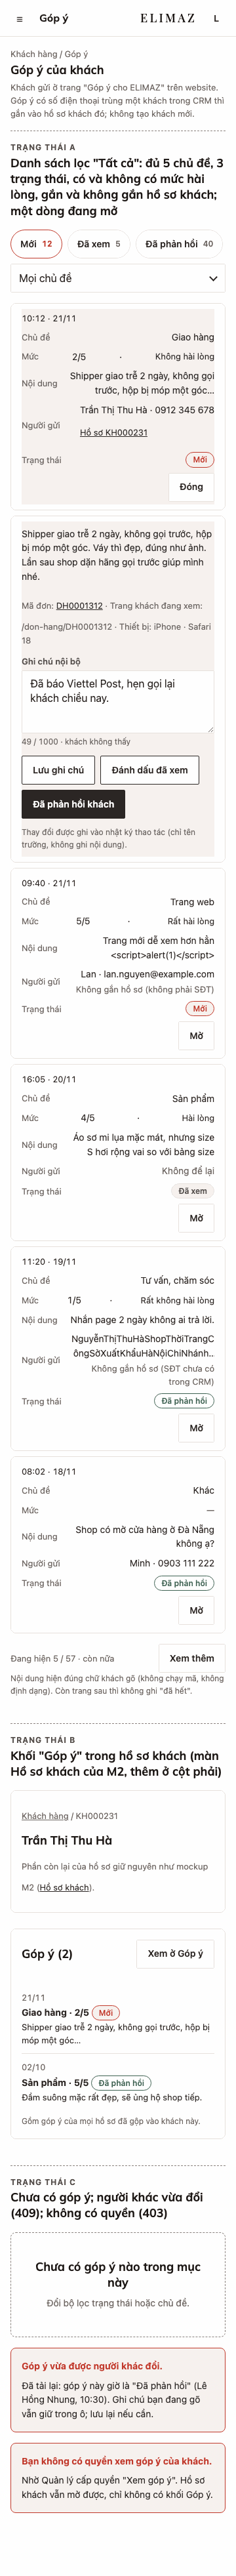 ≡ Góp ý ELIMAZ L
Khách hàng / Góp ý
Góp ý của khách
Khách gửi ở trang "Góp ý cho ELIMAZ" trên website.
Góp ý có số điện thoại trùng một khách trong CRM thì
gắn vào hồ sơ khách đó; không tạo khách mới.
TRẠNG THÁI A
Danh sách lọc "Tất cả": đủ 5 chủ đề, 3
trạng thái, có và không có mức hài
lòng, gắn và không gắn hồ sơ khách;
một dòng đang mở
Mới 12 Đã xem 5 Đã phản hồi 40
Mọi chủ đề
10:12 · 21/11
Chủ đề Giao hàng
Mức 2/5 · Không hài lòng
Nội dung Shipper giao trễ 2 ngày, không gọi
trước, hộp bị móp một góc…
Người gửi Trần Thị Thu Hà · 0912 345 678
Hồ sơ KH000231
Trạng thái Mới
Đóng
Shipper giao trễ 2 ngày, không gọi trước, hộp
bị móp một góc. Váy thì đẹp, đúng như ảnh.
Lần sau shop dặn hãng gọi trước giúp mình
nhé.
Mã đơn: DH0001312 · Trang khách đang xem:
/don-hang/DH0001312 · Thiết bị: iPhone · Safari
18
Ghi chú nội bộ
Đã báo Viettel Post, hẹn gọi lại
khách chiều nay.
49 / 1000 · khách không thấy
Lưu ghi chú Đánh dấu đã xem
Đã phản hồi khách
Thay đổi được ghi vào nhật ký thao tác (chỉ tên
trường, không ghi nội dung).
09:40 · 21/11
Chủ đề Trang web
Mức 5/5 · Rất hài lòng
Nội dung Trang mới dễ xem hơn hẳn
<script>alert(1)</script>
Người gửi Lan · lan.nguyen@example.com
Không gắn hồ sơ (không phải SĐT)
Trạng thái Mới
Mở
16:05 · 20/11
Chủ đề Sản phẩm
Mức 4/5 · Hài lòng
Nội dung Áo sơ mi lụa mặc mát, nhưng size
S hơi rộng vai so với bảng size
Người gửi Không để lại
Trạng thái Đã xem
Mở
11:20 · 19/11
Chủ đề Tư vấn, chăm sóc
Mức 1/5 · Rất không hài lòng
Nội dung Nhắn page 2 ngày không ai trả lời.
Người gửi NguyễnThịThuHàShopThờiTrangC
ôngSởXuấtKhẩuHàNộiChiNhánh..
Không gắn hồ sơ (SĐT chưa có
trong CRM)
Trạng thái Đã phản hồi
Mở
08:02 · 18/11
Chủ đề Khác
Mức —
Nội dung Shop có mở cửa hàng ở Đà Nẵng
không ạ?
Người gửi Minh · 0903 111 222
Trạng thái Đã phản hồi
Mở
Đang hiện 5 / 57 · còn nữa Xem thêm
Nội dung hiện đúng chữ khách gõ (không chạy mã, không
định dạng). Còn trang sau thì không ghi "đã hết".
TRẠNG THÁI B
Khối "Góp ý" trong hồ sơ khách (màn
Hồ sơ khách của M2, thêm ở cột phải)
Khách hàng / KH000231
Trần Thị Thu Hà
Phần còn lại của hồ sơ giữ nguyên như mockup
M2 (Hồ sơ khách).
Góp ý (2) Xem ở Góp ý
21/11
Giao hàng · 2/5 Mới
Shipper giao trễ 2 ngày, không gọi trước, hộp bị
móp một góc…
02/10
Sản phẩm · 5/5 Đã phản hồi
Đầm suông mặc rất đẹp, sẽ ủng hộ shop tiếp.
Gồm góp ý của mọi hồ sơ đã gộp vào khách này.
TRẠNG THÁI C
Chưa có góp ý; người khác vừa đổi
(409); không có quyền (403)
Chưa có góp ý nào trong mục
này
Đổi bộ lọc trạng thái hoặc chủ đề.
Góp ý vừa được người khác đổi.
Đã tải lại: góp ý này giờ là "Đã phản hồi" (Lê
Hồng Nhung, 10:30). Ghi chú bạn đang gõ
vẫn giữ trong ô; lưu lại nếu cần.
Bạn không có quyền xem góp ý của khách.
Nhờ Quản lý cấp quyền "Xem góp ý". Hồ sơ
khách vẫn mở được, chỉ không có khối Góp ý.